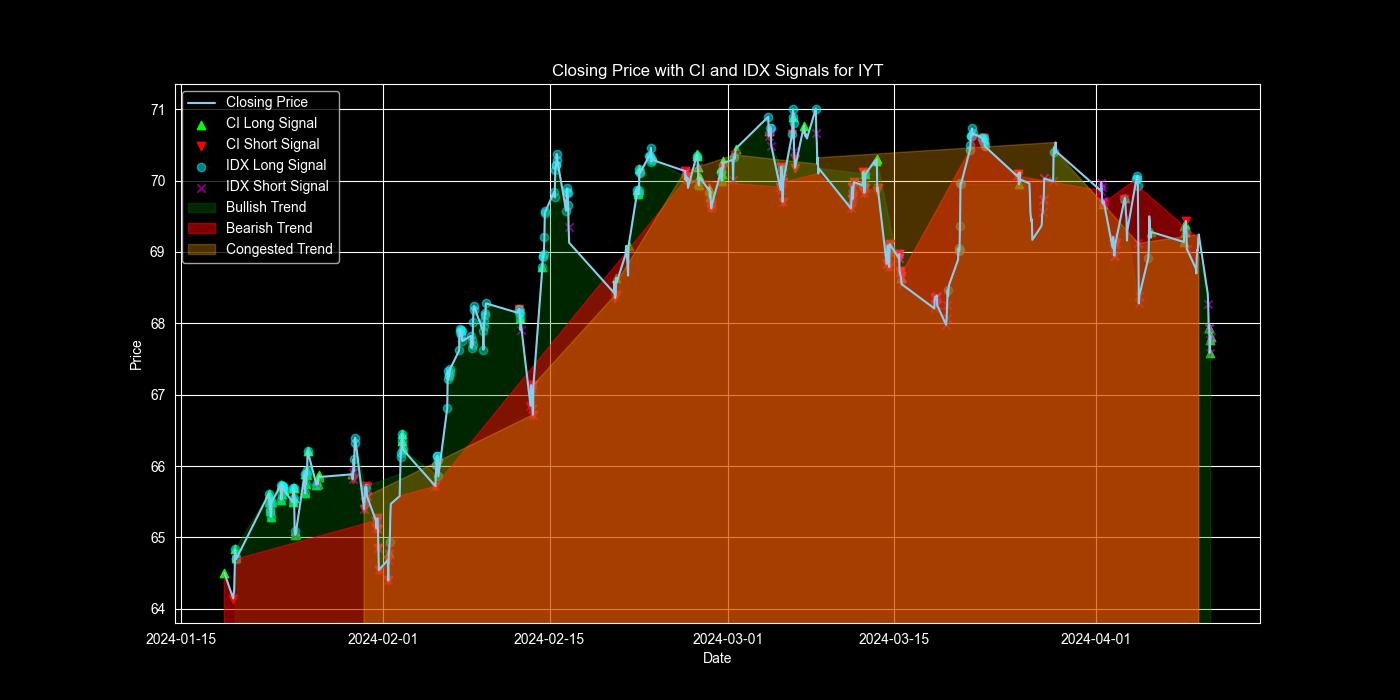 Closing Price with CI and IDX Signals for IYT
Closing Price
CI Long Signal
CI Short Signal
IDX Long Signal
IDX Short Signal
Bullish Trend
Bearish Trend
Congested Trend
Price
71
70
69
68
67
66
65
64
2024-01-15 2024-02-01 2024-02-15 2024-03-01 2024-03-15 2024-04-01
Date